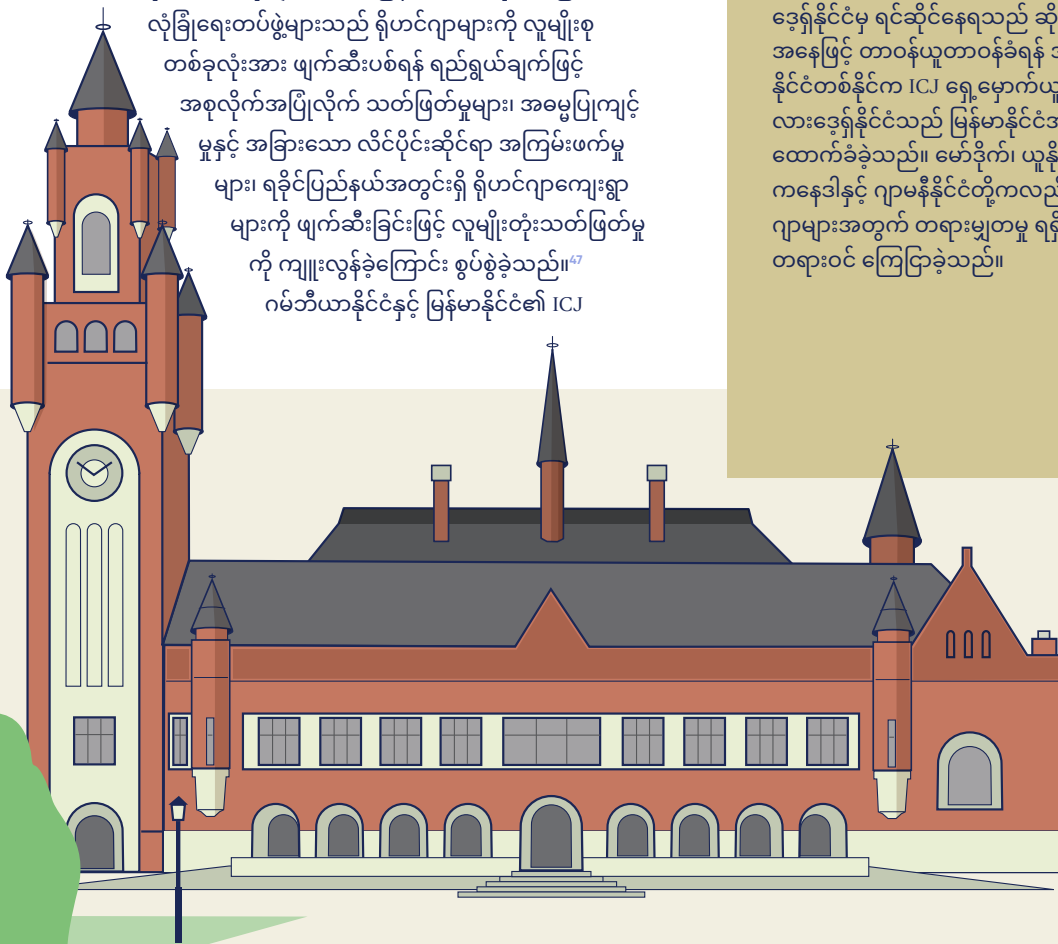 လုံခြုံရေးတပ်ဖွဲ့များသည် ရိုဟင်ဂျာများကို လူမျိုးစု
တစ်ခုလုံးအား ဖျက်ဆီးပစ်ရန် ရည်ရွယ်ချက်ဖြင့်
အစုလိုက်အပြုံလိုက် သတ်ဖြတ်မှုများ၊ အဓမ္မပြုကျင့်
မှုနှင့် အခြားသော လိင်ပိုင်းဆိုင်ရာ အကြမ်းဖက်မှု
များ၊ ရခိုင်ပြည်နယ်အတွင်းရှိ ရိုဟင်ဂျာကျေးရွာ
များကို ဖျက်ဆီးခြင်းဖြင့် လူမျိုးတုံးသတ်ဖြတ်မှု
ကို ကျူးလွန်ခဲ့ကြောင်း စွပ်စွဲခဲ့သည်။47
ဂမ်ဘီယာနိုင်ငံနှင့် မြန်မာနိုင်ငံ၏ ICJ
ဒေ့ရှ်နိုင်ငံမှ ရင်ဆိုင်နေရသည်
အနေဖြင့် တာဝန်ယူတာဝန်ခံရန်
နိုင်ငံတစ်နိုင်က ICJ ရှေ့မှောက်
လားဒေ့ရှ်နိုင်ငံသည်
ထောက်ခံခဲ့သည်။ မော်ဒိုက်၊
ကနေဒါနှင့် ဂျာမနီနိုင်ငံတို့ကလည်
ဂျာများအတွက် တရားမျှတမှု
တရားဝင် ကြေငြာခဲ့သည်။